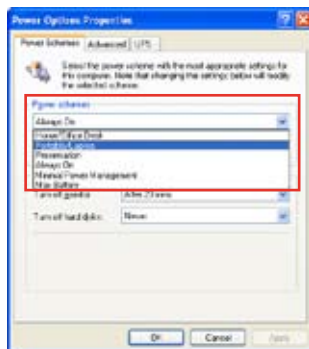 Power Options Properties
Power Schemes Advanced UPS
Select the power scheme with the most appropriate settings for
this computer. Note that changing the settings below will modify
the selected scheme.
Power schemes
Always On
Home/Office Desk
Portable/Laptop
Presentation
Always On
Minimal Power Management
Max Battery
Turn off monitor: After 20 mins
Turn off hard disks: Never
OK Cancel Apply